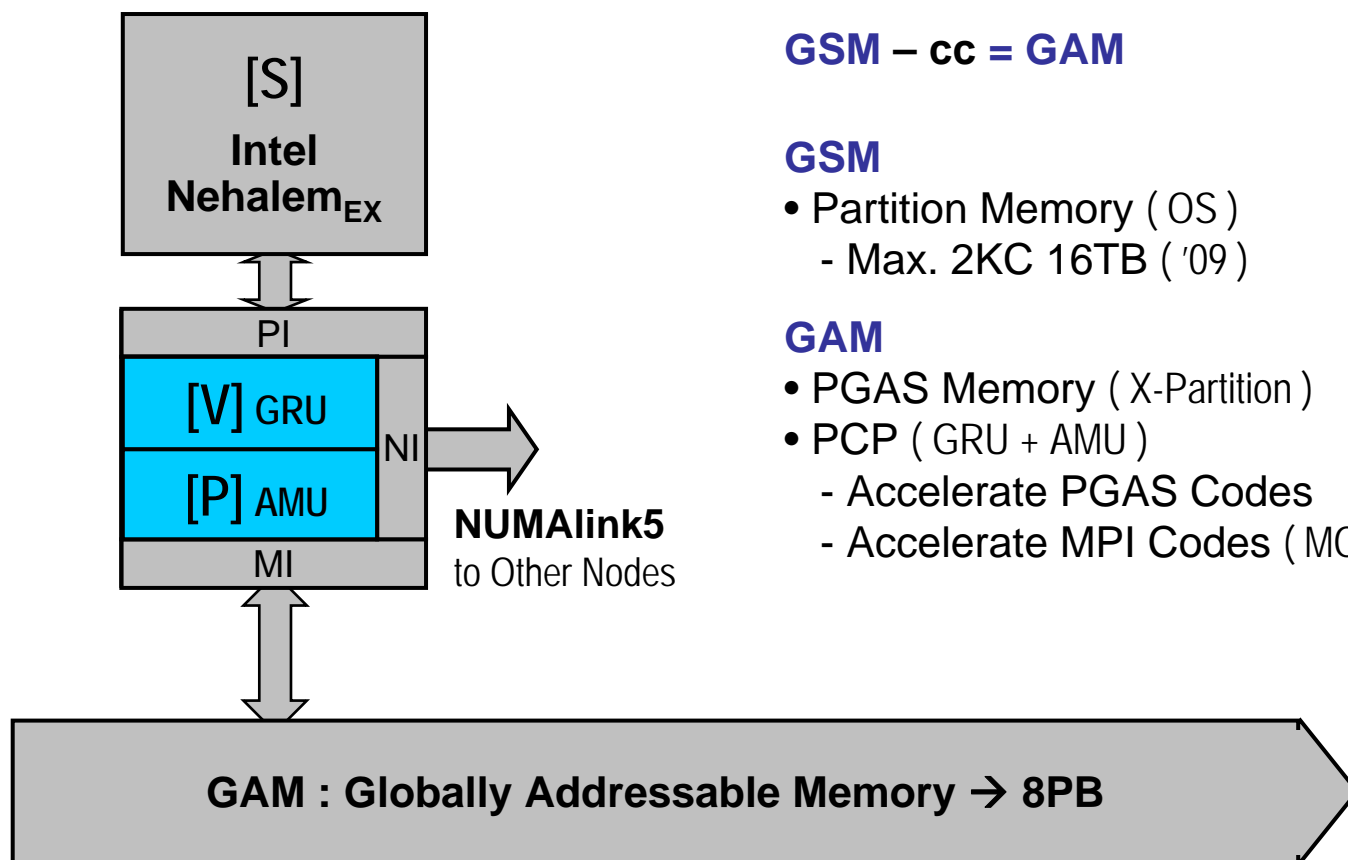 [S]
Intel
NehalemEX
PI
[V] GRU
NI
[P] AMU
MI
NUMAlink5
to Other Nodes
GSM – cc = GAM
GSM
• Partition Memory ( OS )
- Max. 2KC 16TB ( '09 )
GAM
• PGAS Memory ( X-Partition )
• PCP ( GRU + AMU )
- Accelerate PGAS Codes
- Accelerate MPI Codes (
GAM : Globally Addressable Memory → 8PB